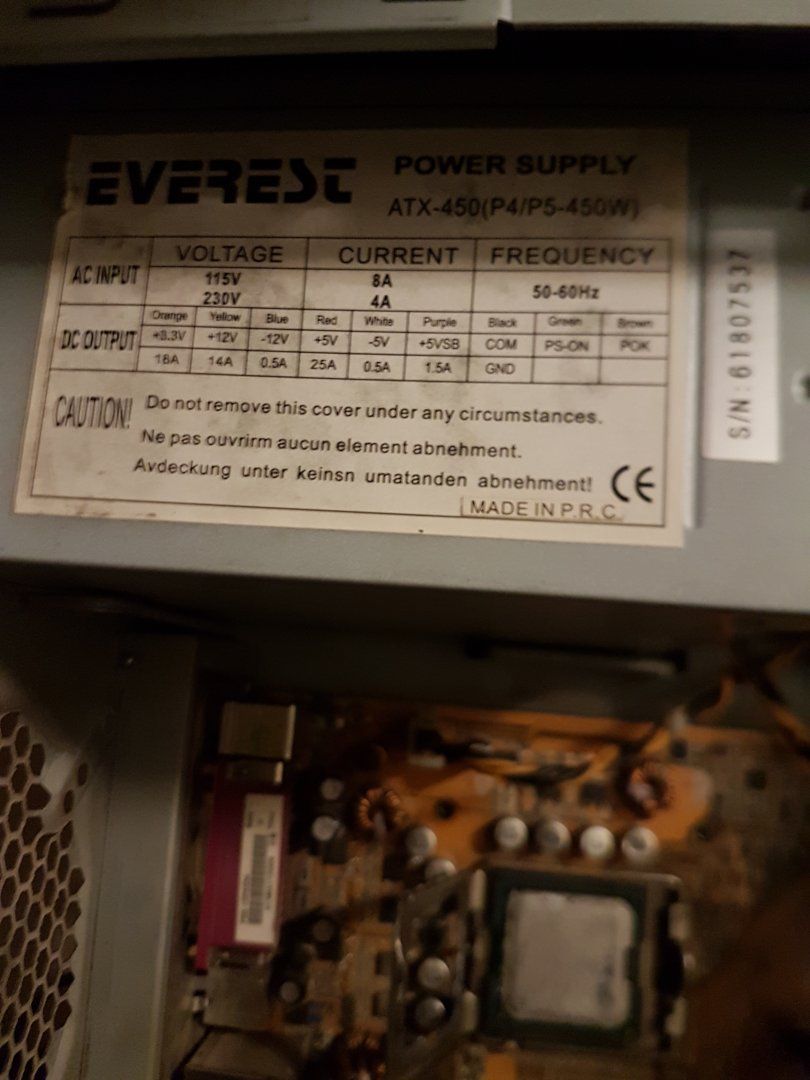 EVEREST POWER SUPPLY
ATX-450(P4/P5-450W)
VOLTAGE CURRENT FREQUENCY
AC INPUT 115V 8A 50-60Hz
230V 4A
Orange Yellow Blue Red White Purple Black Green Brown
DC OUTPUT +3.3V +12V -12V +5V -5V +5VSB COM PS-ON POK
18A 14A 0.5A 25A 0.5A 1.5A GND
CAUTION! Do not remove this cover under any circumstances.
Ne pas ouvrirm aucun element abnehment.
Avdeckung unter keinsn umatanden abnehment!
CE
MADE IN P.R.C.
S/N:61807537